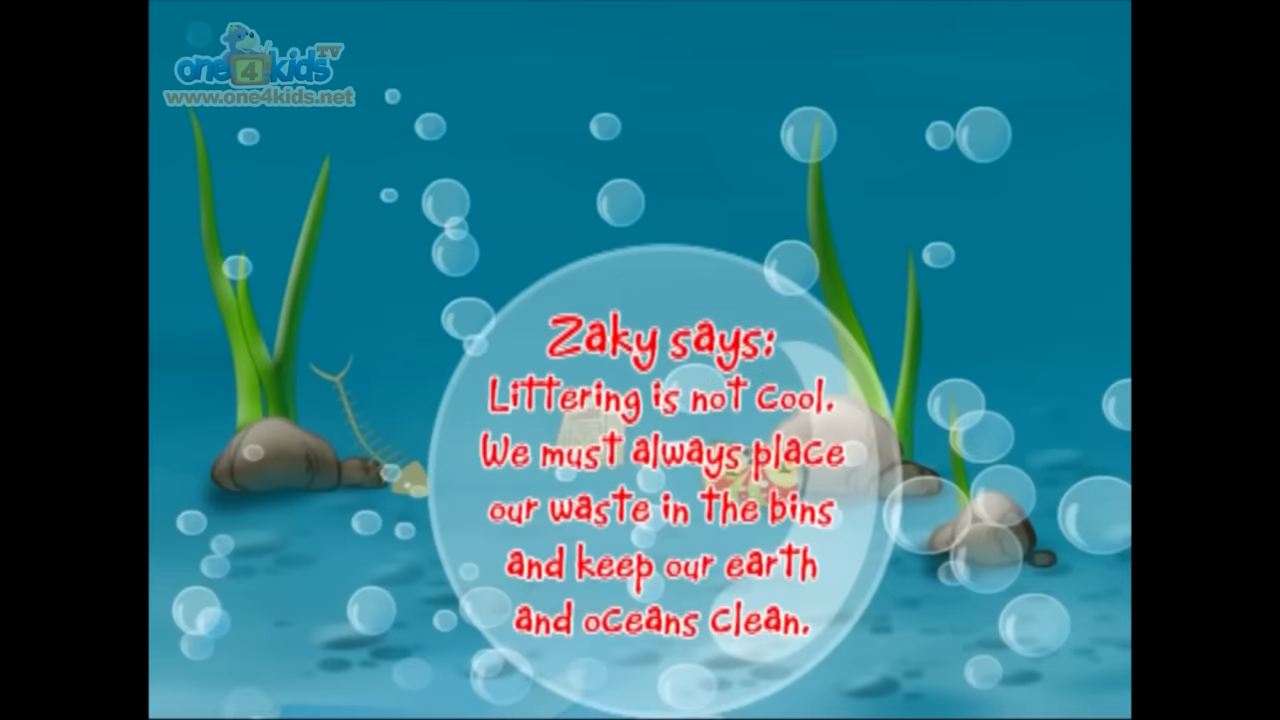 one4kids TV
www.one4kids.net
Zaky says:
Littering is not cool.
We must always place
our waste in the bins
and keep our earth
and oceans clean.